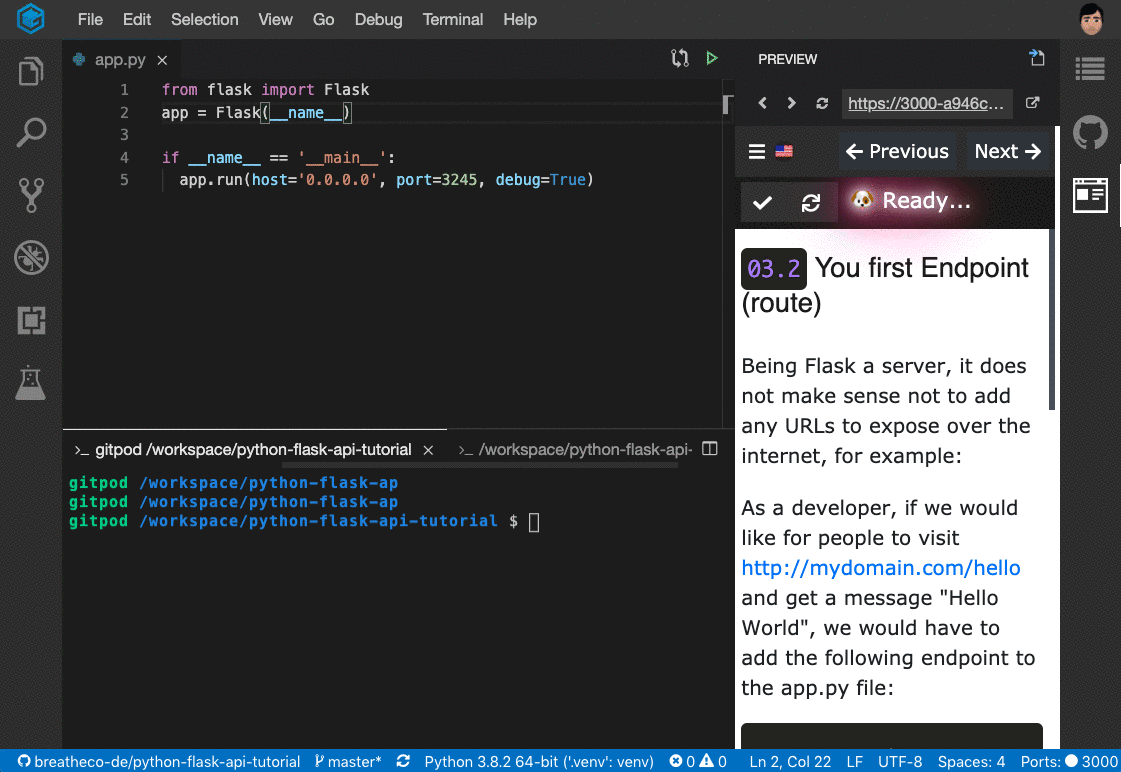 File Edit Selection View Go Debug Terminal Help
app.py
1 from flask import Flask
2 app = Flask(__name__)
3
4 if __name__ == '__main__':
5 app.run(host='0.0.0.0', port=3245, debug=True)
>_ gitpod /workspace/python-flask-api-tutorial >_ /workspace/python-flask-api-
gitpod /workspace/python-flask-ap
gitpod /workspace/python-flask-ap
gitpod /workspace/python-flask-api-tutorial $
PREVIEW
https://3000-a946c...
Previous Next
Ready...
03.2 You first Endpoint
(route)
Being Flask a server, it does
not make sense not to add
any URLs to expose over the
internet, for example:
As a developer, if we would
like for people to visit
http://mydomain.com/hello
and get a message "Hello
World", we would have to
add the following endpoint to
the app.py file:
breatheco-de/python-flask-api-tutorial master* Python 3.8.2 64-bit ('.venv': venv) 0 0 Ln 2, Col 22 LF UTF-8 Spaces: 4 Ports: 3000